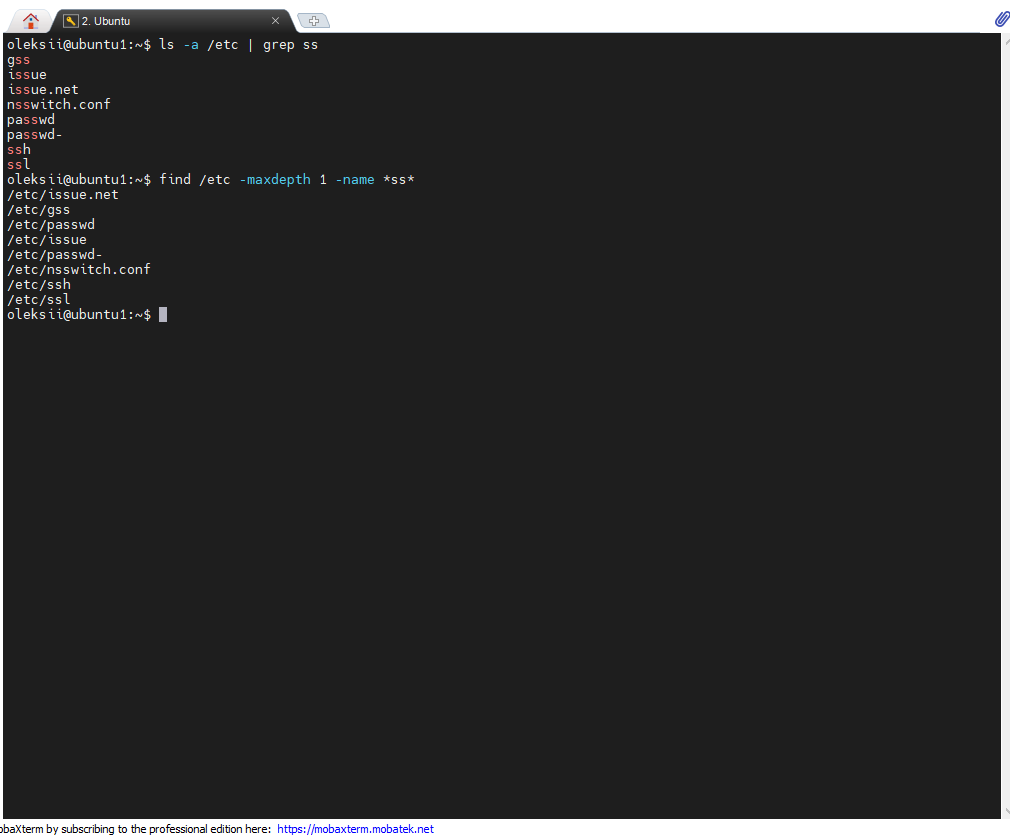 2. Ubuntu
oleksii@ubuntu1:~$ ls -a /etc | grep ss
gss
issue
issue.net
nsswitch.conf
passwd
passwd-
ssh
ssl
oleksii@ubuntu1:~$ find /etc -maxdepth 1 -name *ss*
/etc/issue.net
/etc/gss
/etc/passwd
/etc/issue
/etc/passwd-
/etc/nsswitch.conf
/etc/ssh
/etc/ssl
oleksii@ubuntu1:~$
obaXterm by subscribing to the professional edition here: https://mobaxterm.mobatek.net